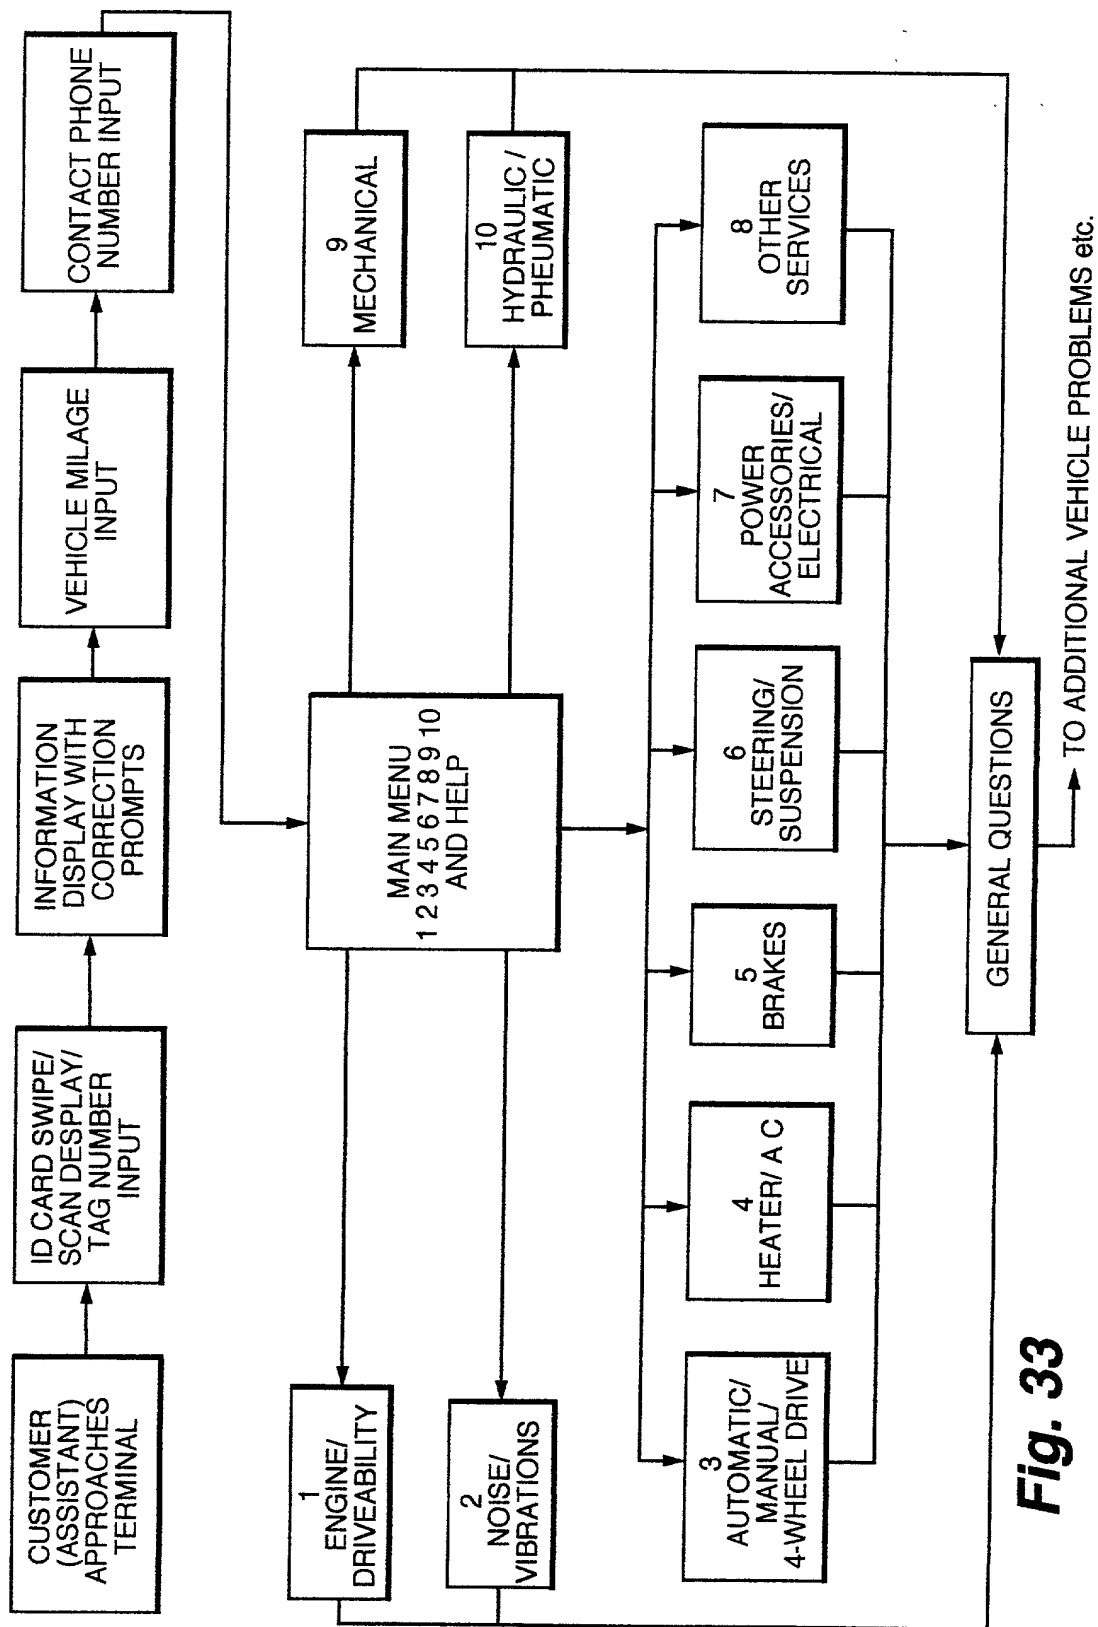 CUSTOMER
(ASSISTANT)
APPROACHES
TERMINAL
ID CARD SWIPE/
SCAN DESPLAY/
TAG NUMBER
INPUT
INFORMATION
DISPLAY WITH
CORRECTION
PROMPTS
VEHICLE MILAGE
INPUT
CONTACT PHONE
NUMBER INPUT
1
ENGINE/
DRIVEABILITY
2
NOISE/
VIBRATIONS
MAIN MENU
1 2 3 4 5 6 7 8 9 10
AND HELP
9
MECHANICAL
10
HYDRAULIC /
PHEUMATIC
3
AUTOMATIC/
MANUAL/
4-WHEEL DRIVE
4
HEATER/ A C
5
BRAKES
6
STEERING/
SUSPENSION
7
POWER
ACCESSORIES/
ELECTRICAL
8
OTHER
SERVICES
GENERAL QUESTIONS
TO ADDITIONAL VEHICLE PROBLEMS etc.
Fig. 33